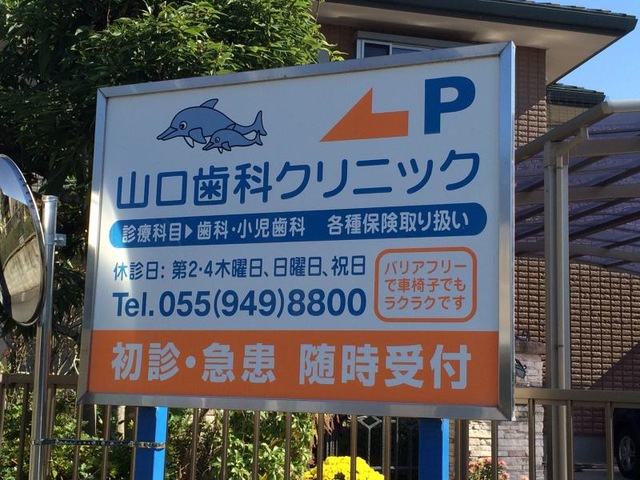 P
山口歯科クリニック
診療科目▶歯科・小児歯科 各種保険取り扱い
休診日: 第2・4木曜日、日曜日、祝日
Tel. 055(949)8800
バリアフリー
で車椅子でも
ラクラクです
初診・急患 随時受付